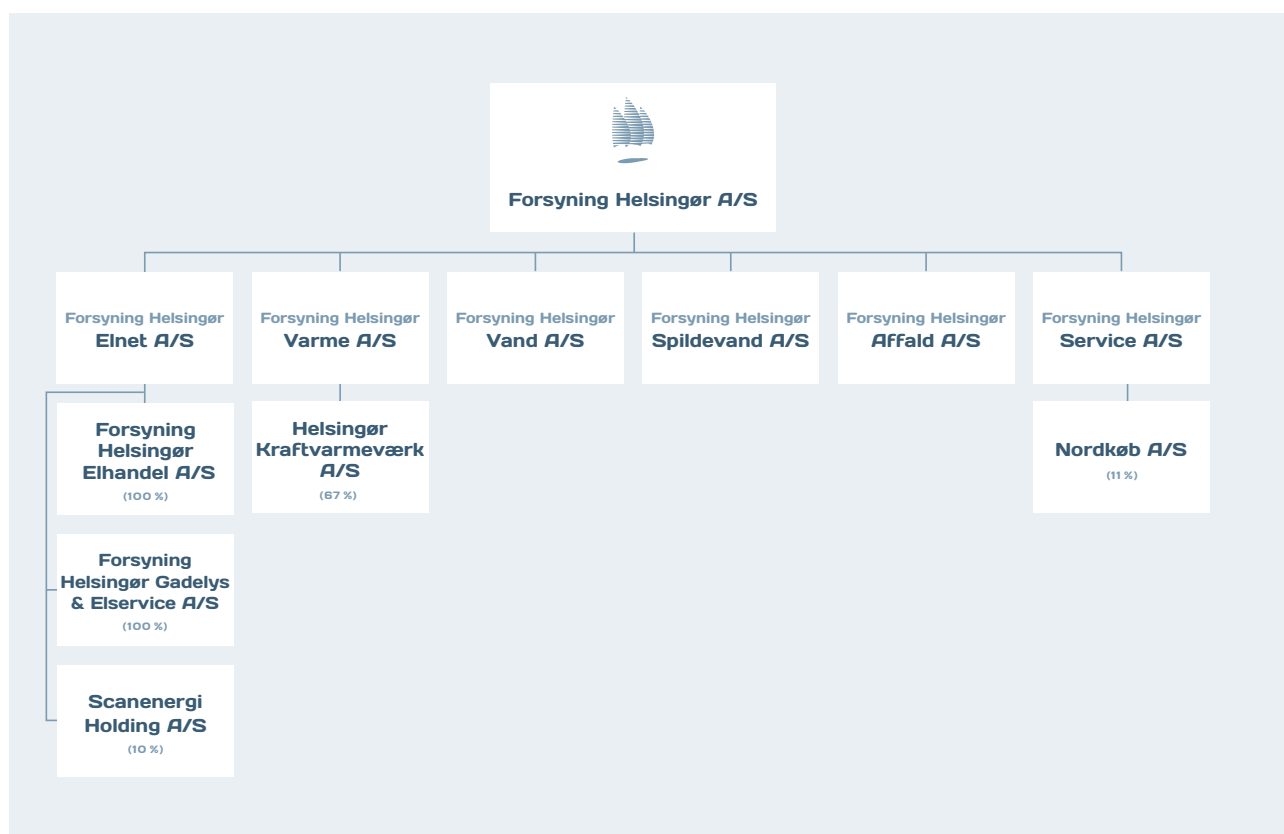 Forsyning Helsingør A/S
Forsyning Helsingør
Elnet A/S
Forsyning Helsingør
Varme A/S
Forsyning Helsingør
Vand A/S
Forsyning Helsingør
Spildevand A/S
Forsyning Helsingør
Affald A/S
Forsyning Helsingør
Service A/S
Forsyning
Helsingør
Elhandel A/S
(100 %)
Helsingør
Kraftvarmeværk
A/S
(67 %)
Nordkøb A/S
(11 %)
Forsyning
Helsingør Gadelys
& Elservice A/S
(100 %)
Scanenergi
Holding A/S
(10 %)